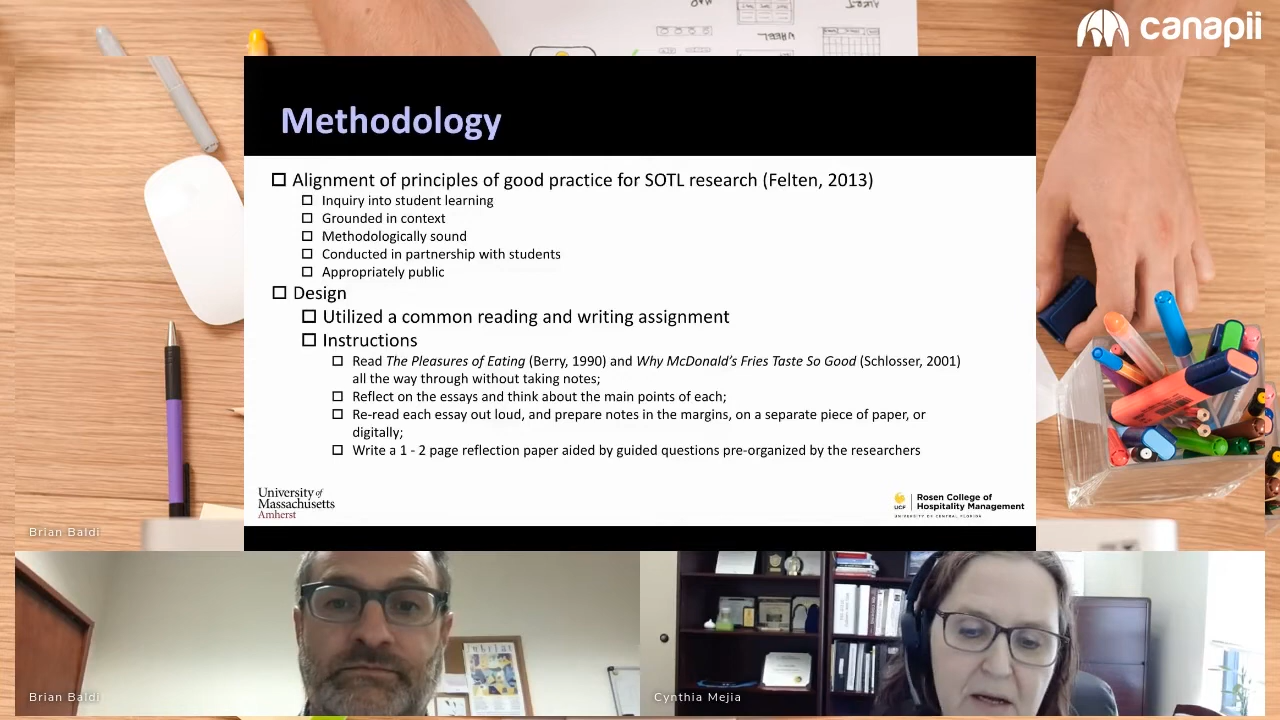 canapii
Methodology
Alignment of principles of good practice for SOTL research (Felten, 2013)
Inquiry into student learning
Grounded in context
Methodologically sound
Conducted in partnership with students
Appropriately public
Design
Utilized a common reading and writing assignment
Instructions
Read The Pleasures of Eating (Berry, 1990) and Why McDonald's Fries Taste So Good (Schlosser, 2001)
all the way through without taking notes;
Reflect on the essays and think about the main points of each;
Re-read each essay out loud, and prepare notes in the margins, on a separate piece of paper, or
digitally;
Write a 1 - 2 page reflection paper aided by guided questions pre-organized by the researchers
University of
Massachusetts
Amherst
UCF
Rosen College of
Hospitality Management
UNIVERSITY OF CENTRAL FLORIDA
Brian Baldi
Brian Baldi
Cynthia Mejia